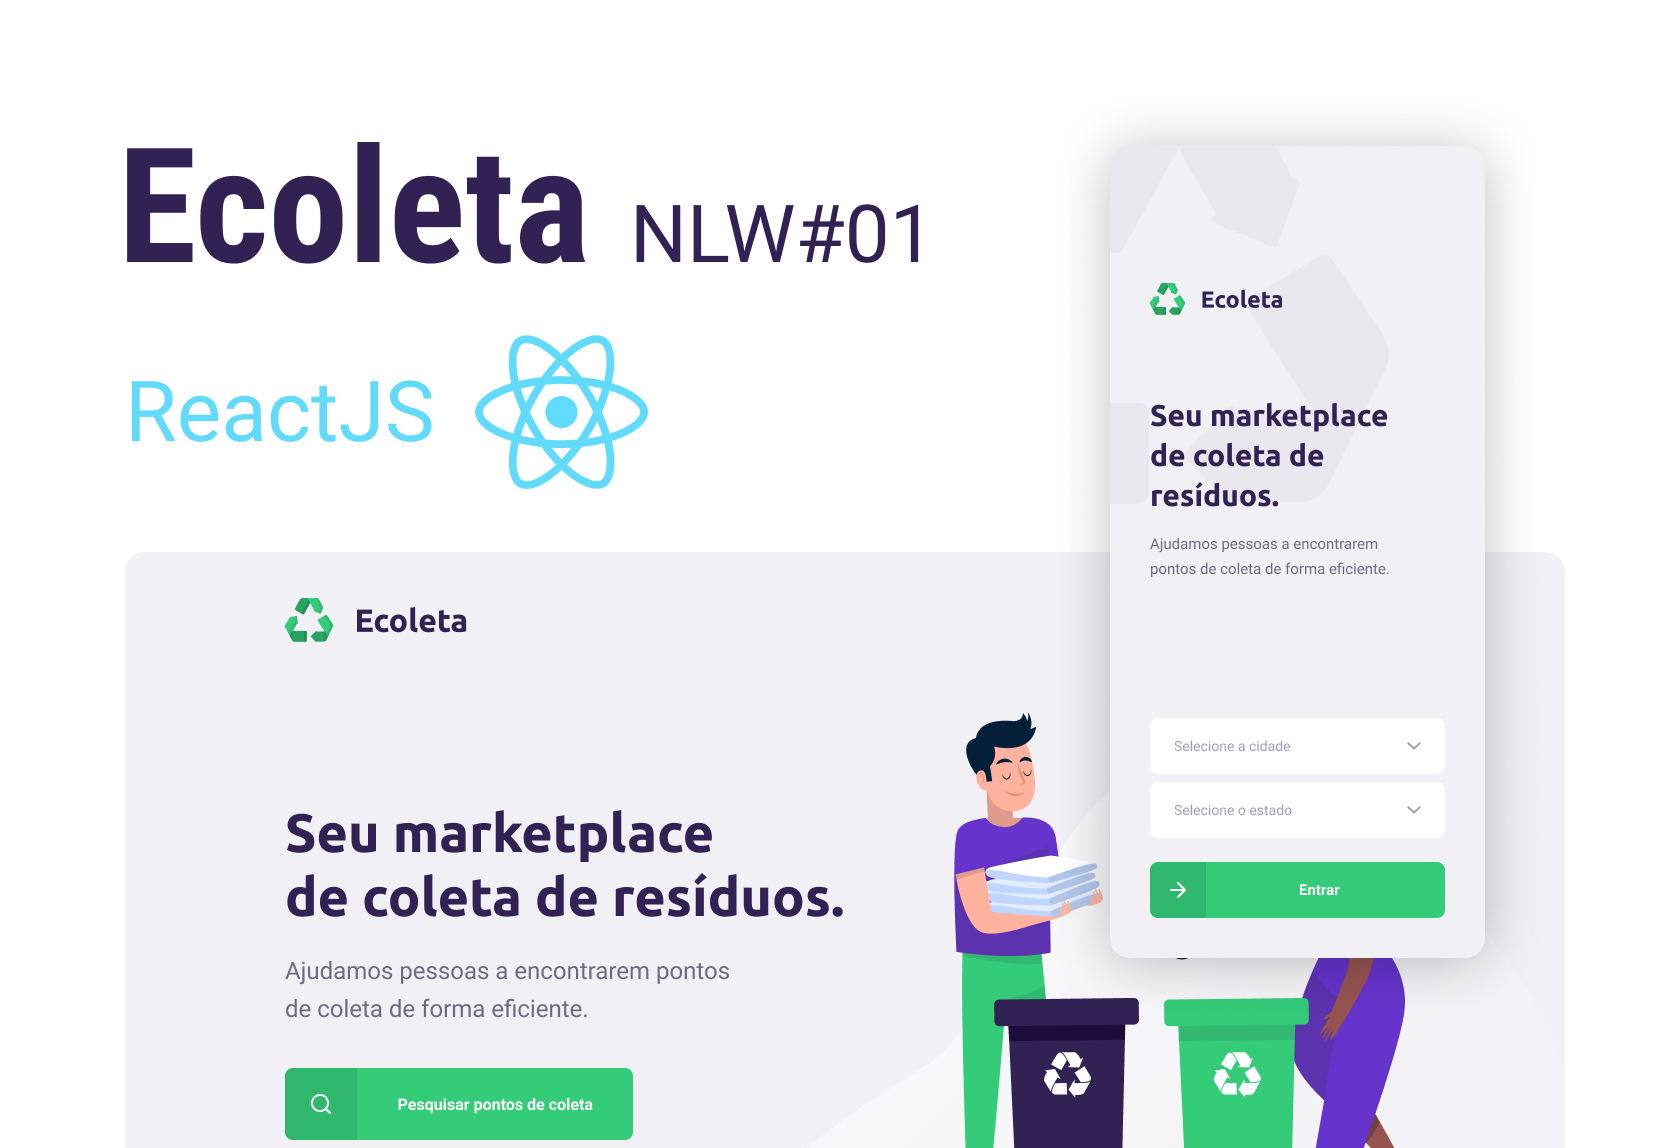 Ecoleta NLW#01
ReactJS
Ecoleta
Seu marketplace
de coleta de resíduos.
Ajudamos pessoas a encontrarem pontos
de coleta de forma eficiente.
Pesquisar pontos de coleta
Ecoleta
Seu marketplace
de coleta de
resíduos.
Ajudamos pessoas a encontrarem
pontos de coleta de forma eficiente.
Selecione a cidade
Selecione o estado
Entrar